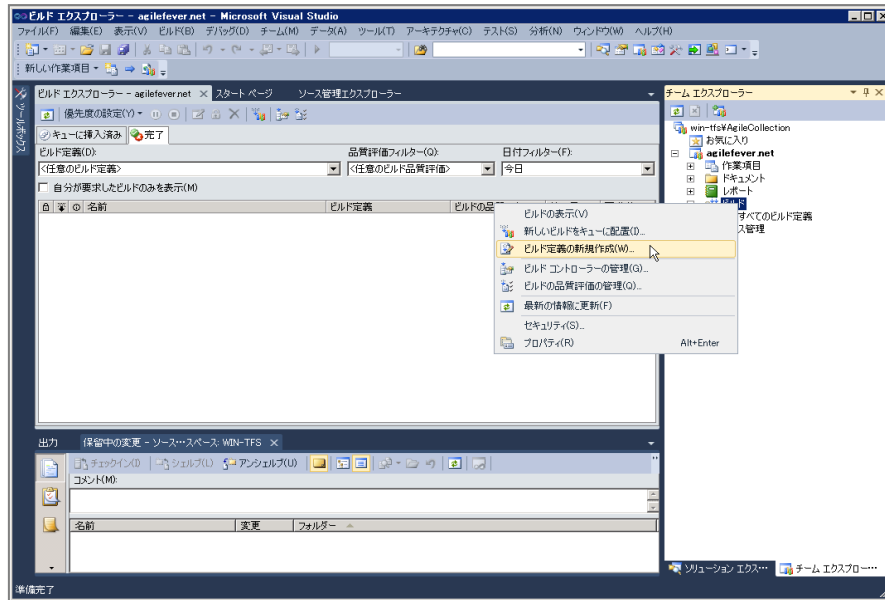 ビルド エクスプローラー - agilefever.net - Microsoft Visual Studio
ファイル(F) 編集(E) 表示(V) ビルド(B) デバッグ(D) チーム(M) データ(A) ツール(T) アーキテクチャ(C) テスト(S) 分析(N) ウィンドウ(W) ヘルプ(H)
新しい作業項目
ツールボックス
ビルド エクスプローラー - agilefever.net スタート ページ ソース管理エクスプローラー
チーム エクスプローラー
優先度の設定(Y)
キューに挿入済み 完了
ビルド定義(D): 品質評価フィルター(Q): 日付フィルター(F):
<任意のビルド定義> <任意のビルド品質評価> 今日
自分が要求したビルドのみを表示(M)
名前 ビルド定義 ビルドの品
win-tfs¥AgileCollection
お気に入り
agilefever.net
作業項目
ドキュメント
レポート
ビルド
すべてのビルド定義
ス管理
ビルドの表示(V)
新しいビルドをキューに配置(I)...
ビルド定義の新規作成(W)...
ビルド コントローラーの管理(G)...
ビルドの品質評価の管理(Q)...
最新の情報に更新(F)
セキュリティ(S)...
プロパティ(R) Alt+Enter
出力 保留中の変更 - ソース…スペース: WIN-TFS
チェックイン(I) シェルブ(L) アンシェルブ(U)
コメント(M):
名前 変更 フォルダー
ソリューション エクス… チーム エクスプロー…
準備完了